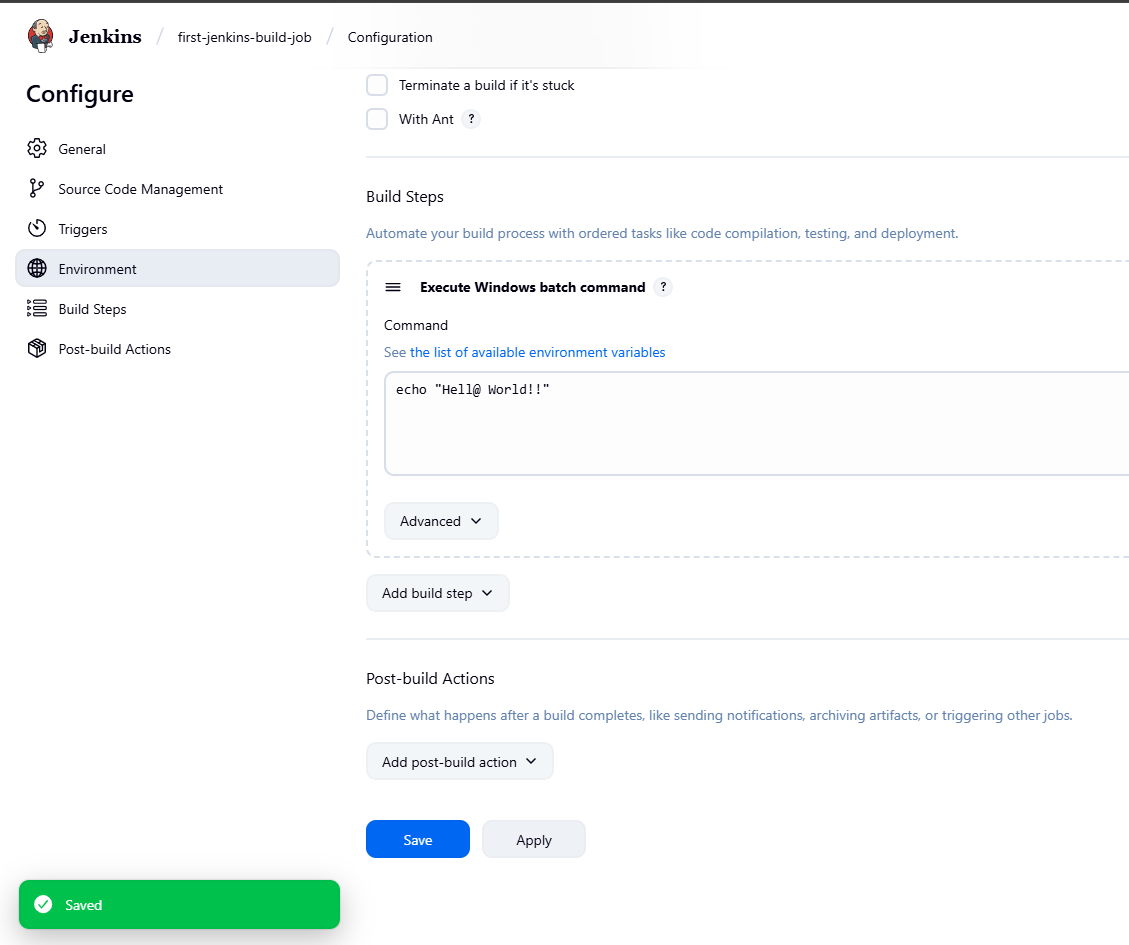 Jenkins / first-jenkins-build-job / Configuration
Configure
General
Source Code Management
Triggers
Environment
Build Steps
Post-build Actions
Terminate a build if it's stuck
With Ant ?
Build Steps
Automate your build process with ordered tasks like code compilation, testing, and deployment.
Execute Windows batch command ?
Command
See the list of available environment variables
echo "Hell@ World!!"
Advanced
Add build step
Post-build Actions
Define what happens after a build completes, like sending notifications, archiving artifacts, or triggering other jobs.
Add post-build action
Save Apply
Saved